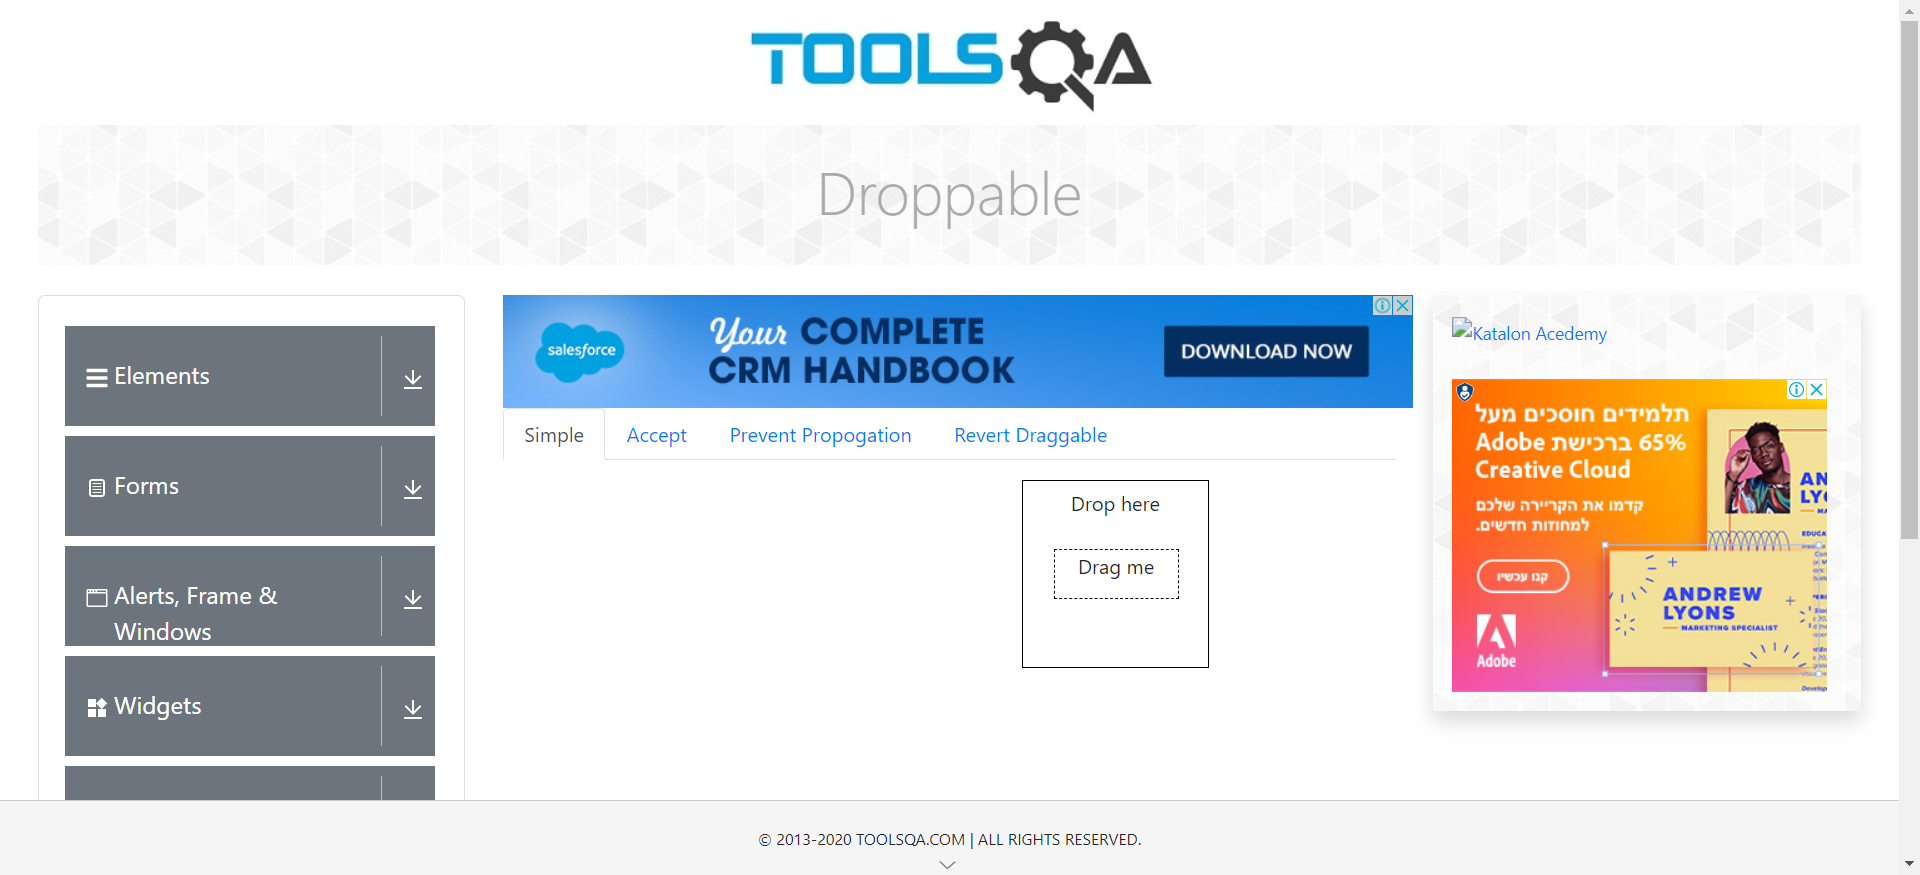 TOOLSQA
Droppable
Elements
Forms
Alerts, Frame &
Windows
Widgets
salesforce
Your COMPLETE
CRM HANDBOOK
DOWNLOAD NOW
Simple
Accept
Prevent Propogation
Revert Draggable
Drop here
Drag me
Katalon Acedemy
תלמידים חוסכים מעל
65% ברכישת Adobe
Creative Cloud
קדמו את הקריירה שלכם
למחוזות חדשים.
קנו עכשיו
Adobe
ANDREW
LYONS
MARKETING SPECIALIST
AN
LY
EDUCA
© 2013-2020 TOOLSQA.COM | ALL RIGHTS RESERVED.